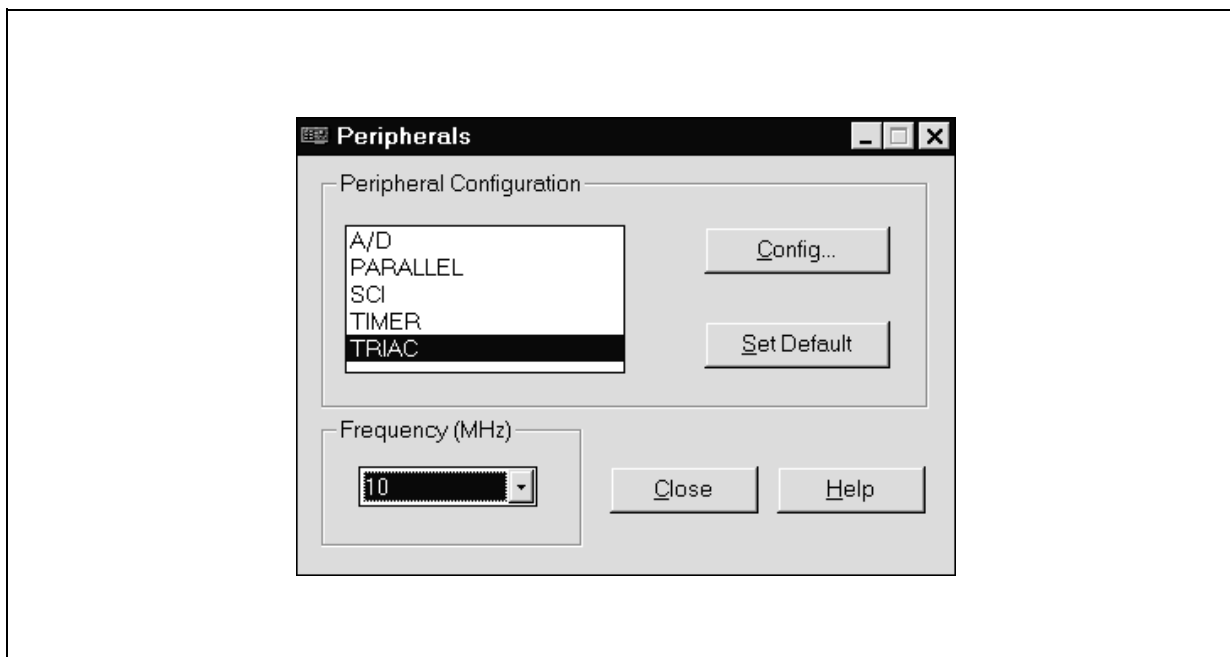 Peripherals
Peripheral Configuration
A/D
PARALLEL
SCI
TIMER
TRIAC
Config...
Set Default
Frequency (MHz)
10
Close
Help